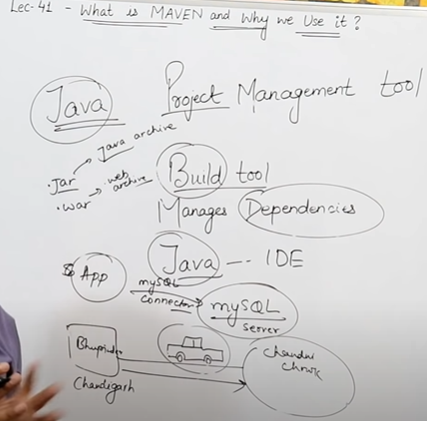 Lec-41 - What is MAVEN and Why we Use it?
Java Project Management tool
Java archive
.Jar
web archive
.war
Build tool
Manages Dependencies
Java --- IDE
App
mySQL connector
mySQL Server
Bhupinder
Chandigarh
Chandni Chowk